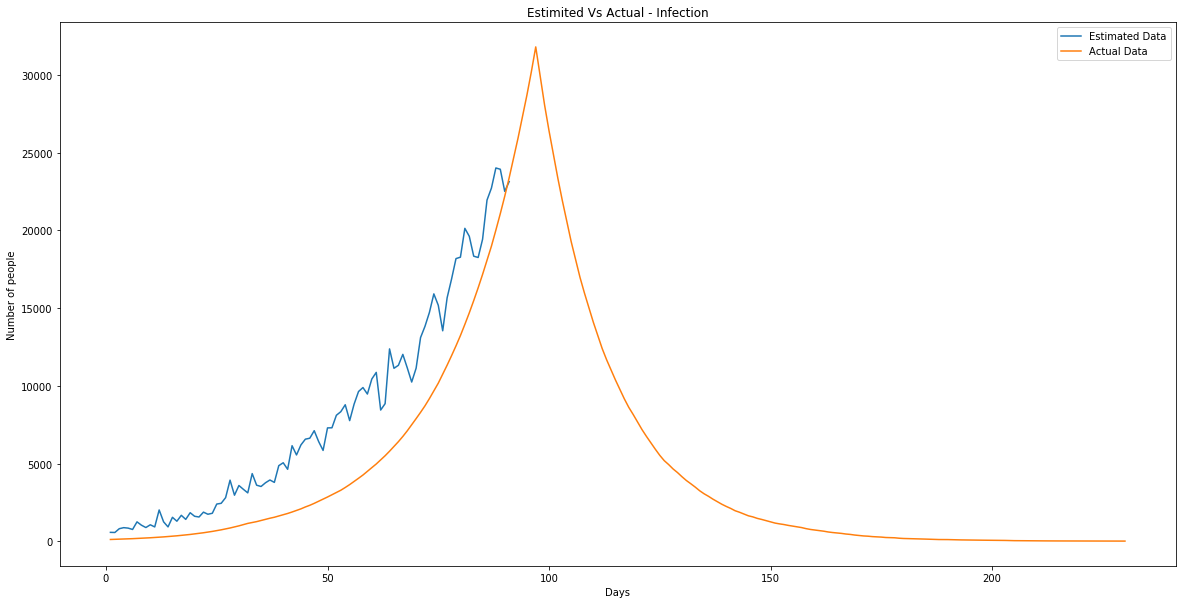 Estimited Vs Actual - Infection
Estimated Data
Actual Data
Number of people
30000
25000
20000
15000
10000
5000
0
0 50 100 150 200
Days